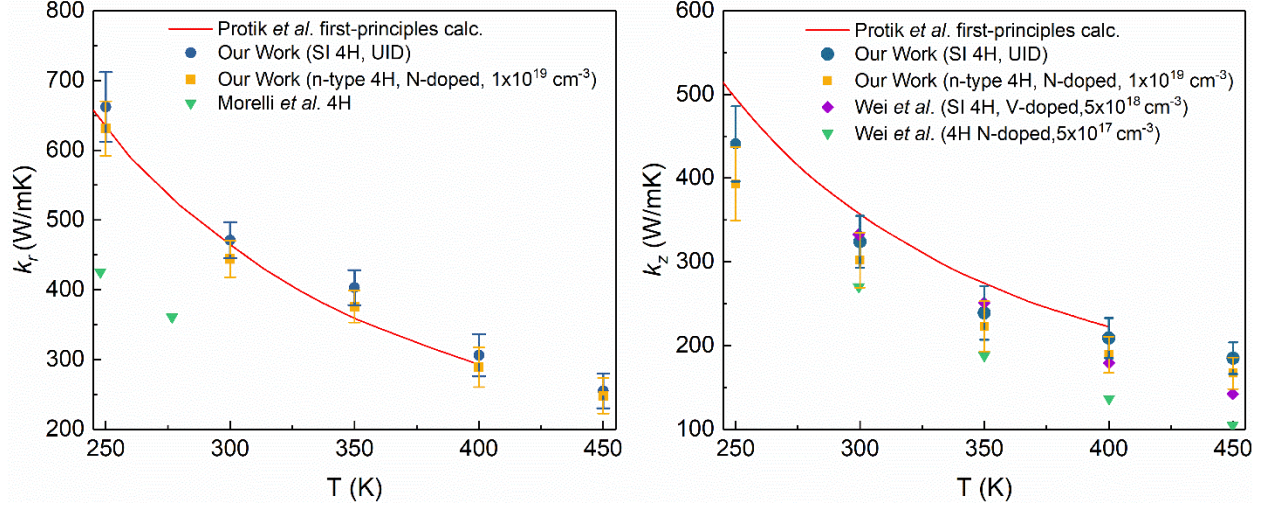 800
700
600
500
400
300
200
k_r (W/mK)
Protik et al. first-principles calc.
Our Work (SI 4H, UID)
Our Work (n-type 4H, N-doped, 1x10^19 cm^-3)
Morelli et al. 4H
250 300 350 400 450
T (K)
600
500
400
300
200
100
k_z (W/mK)
Protik et al. first-principles calc.
Our Work (SI 4H, UID)
Our Work (n-type 4H, N-doped, 1x10^19 cm^-3)
Wei et al. (SI 4H, V-doped,5x10^18 cm^-3)
Wei et al. (4H N-doped,5x10^17 cm^-3)
250 300 350 400 450
T (K)